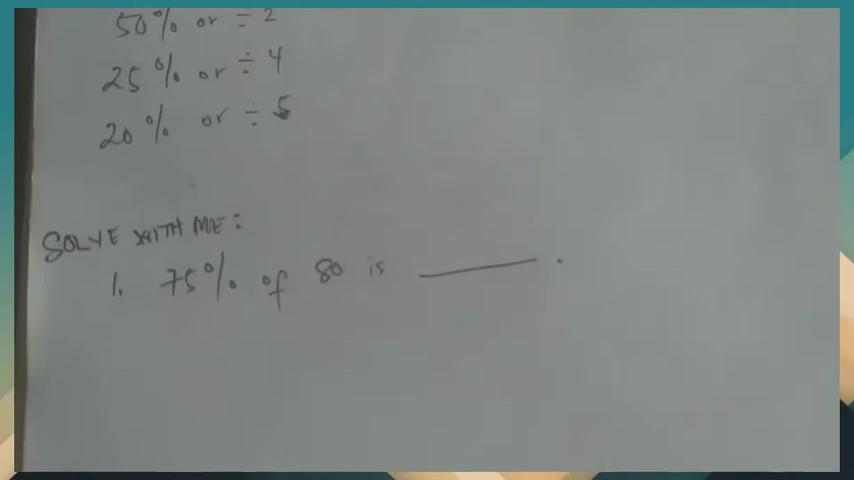 50% or ÷ 2
25% or ÷ 4
20% or ÷ 5
SOLVE WITH ME:
1. 75% of 80 is ______.